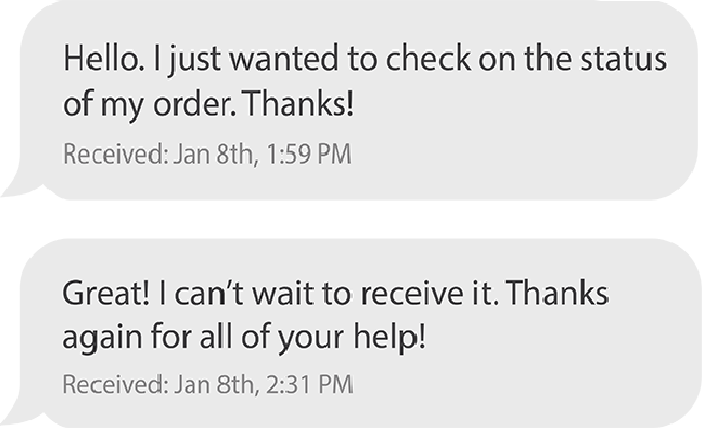 Hello. I just wanted to check on the status
of my order. Thanks!
Received: Jan 8th, 1:59 PM
Great! I can’t wait to receive it. Thanks
again for all of your help!
Received: Jan 8th, 2:31 PM